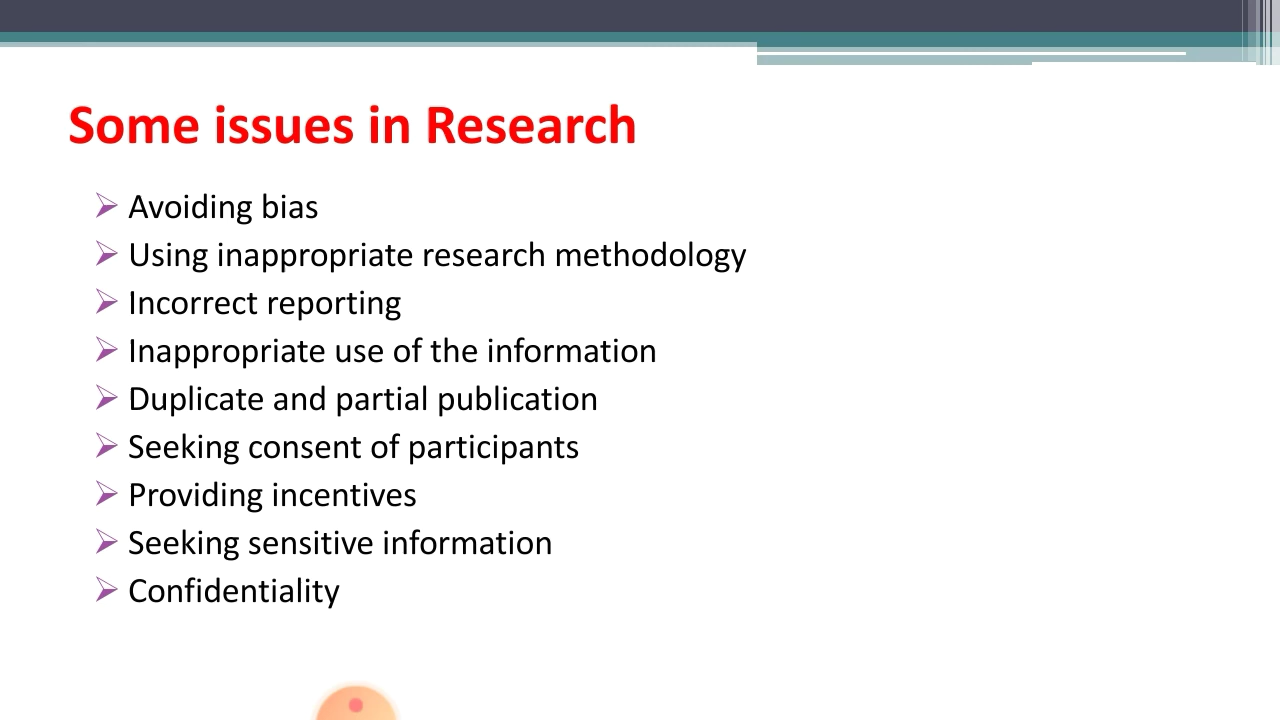 Some issues in Research
Avoiding bias
Using inappropriate research methodology
Incorrect reporting
Inappropriate use of the information
Duplicate and partial publication
Seeking consent of participants
Providing incentives
Seeking sensitive information
Confidentiality